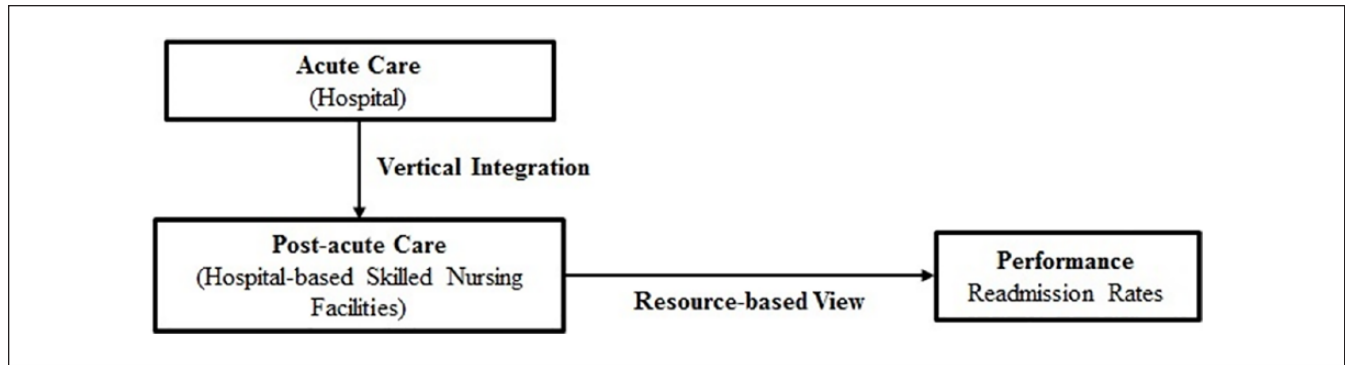 Acute Care
(Hospital)
Vertical Integration
Post-acute Care
(Hospital-based Skilled Nursing
Facilities)
Resource-based View
Performance
Readmission Rates